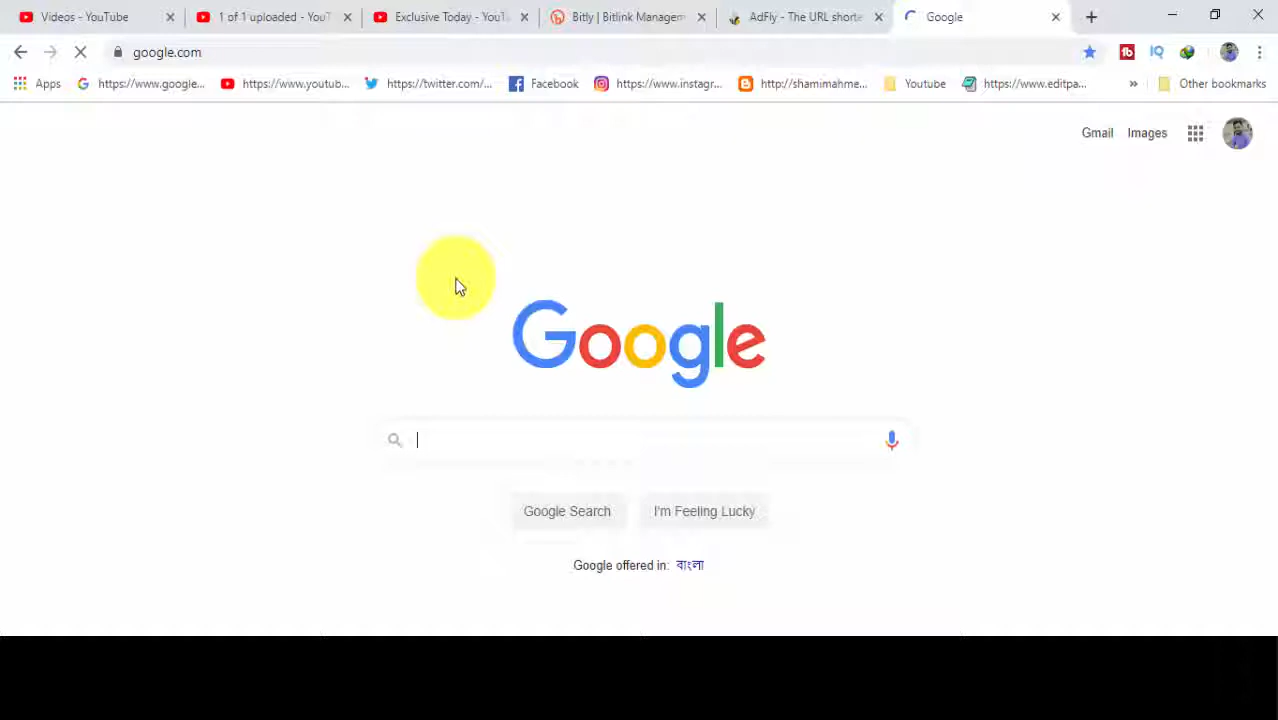 Videos - YouTube
1 of 1 uploaded - YouT
Exclusive Today - YouTu
Bitly | Bitlink Managem
AdFly - The URL shorte
Google
google.com
Apps
https://www.google...
https://www.youtub...
https://twitter.com/...
Facebook
https://www.instagr...
http://shamimahme...
Youtube
https://www.editpa...
Other bookmarks
Gmail
Images
Google
Google Search
I'm Feeling Lucky
Google offered in: বাংলা